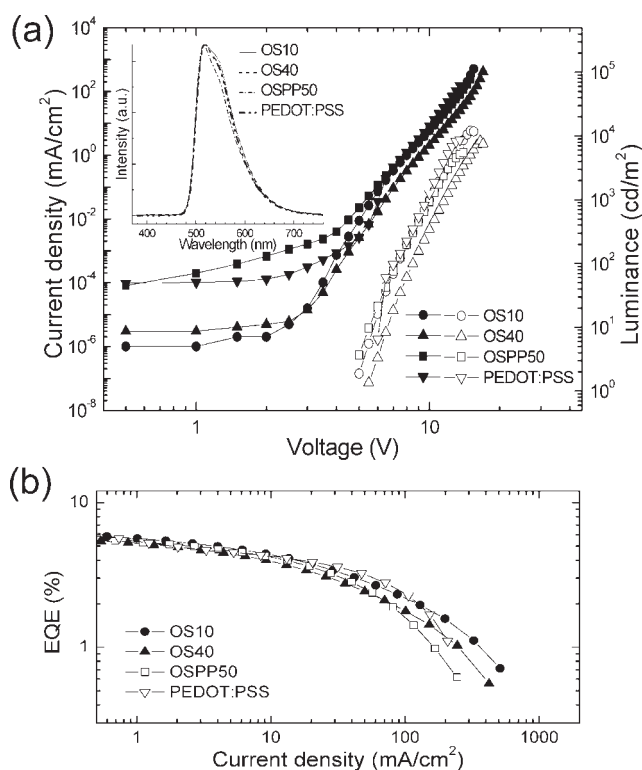 (a)
Current density (mA/cm²)
10⁴
10²
10⁰
10⁻²
10⁻⁴
10⁻⁶
10⁻⁸
Intensity (a.u.)
OS10
OS40
OSPP50
PEDOT:PSS
400 500 600 700
Wavelength (nm)
OS10
OS40
OSPP50
PEDOT:PSS
10⁵
10⁴
10³
10²
10¹
10⁰
Luminance (cd/m²)
1 10
Voltage (V)
(b)
EQE (%)
10
1
OS10
OS40
OSPP50
PEDOT:PSS
1 10 100 1000
Current density (mA/cm²)